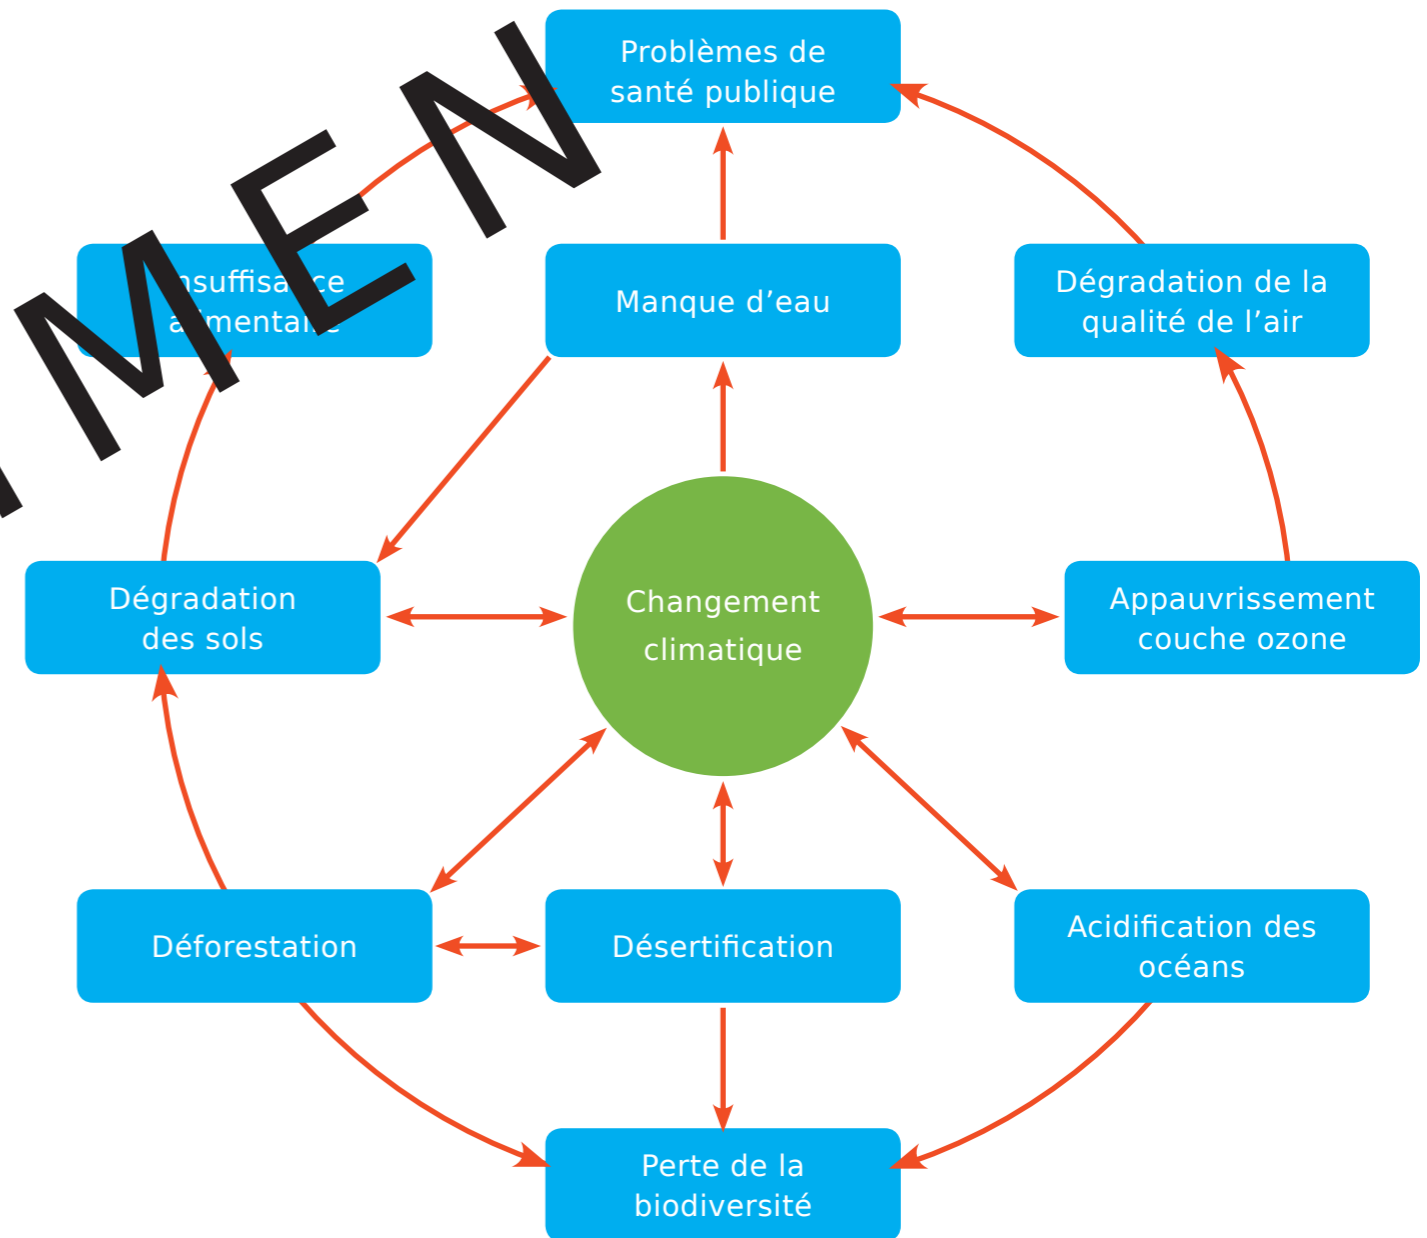 Problèmes de
santé publique
alimentaire
Manque d’eau
Dégradation de la
qualité de l’air
Dégradation
des sols
Changement
climatique
Appauvrissement
couche ozone
Déforestation
Désertification
Acidification des
océans
Perte de la
biodiversité
MEN